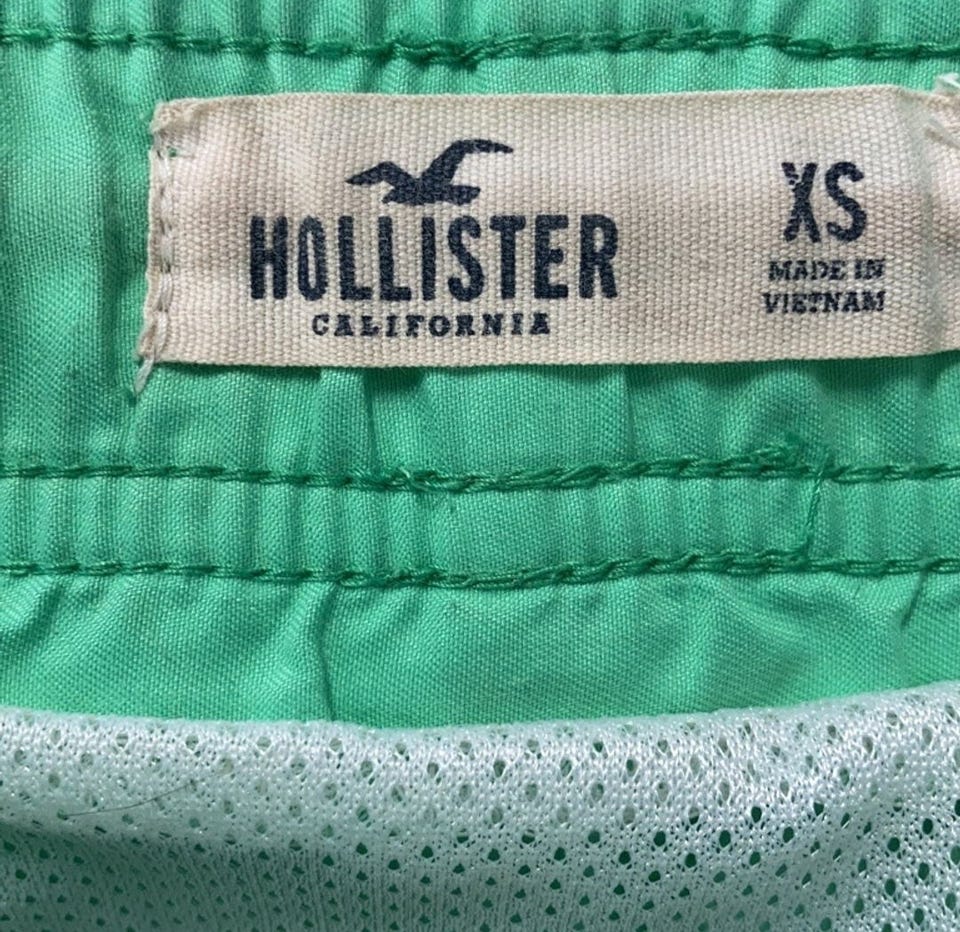 HOLLISTER
CALIFORNIA
XS
MADE IN
VIETNAM